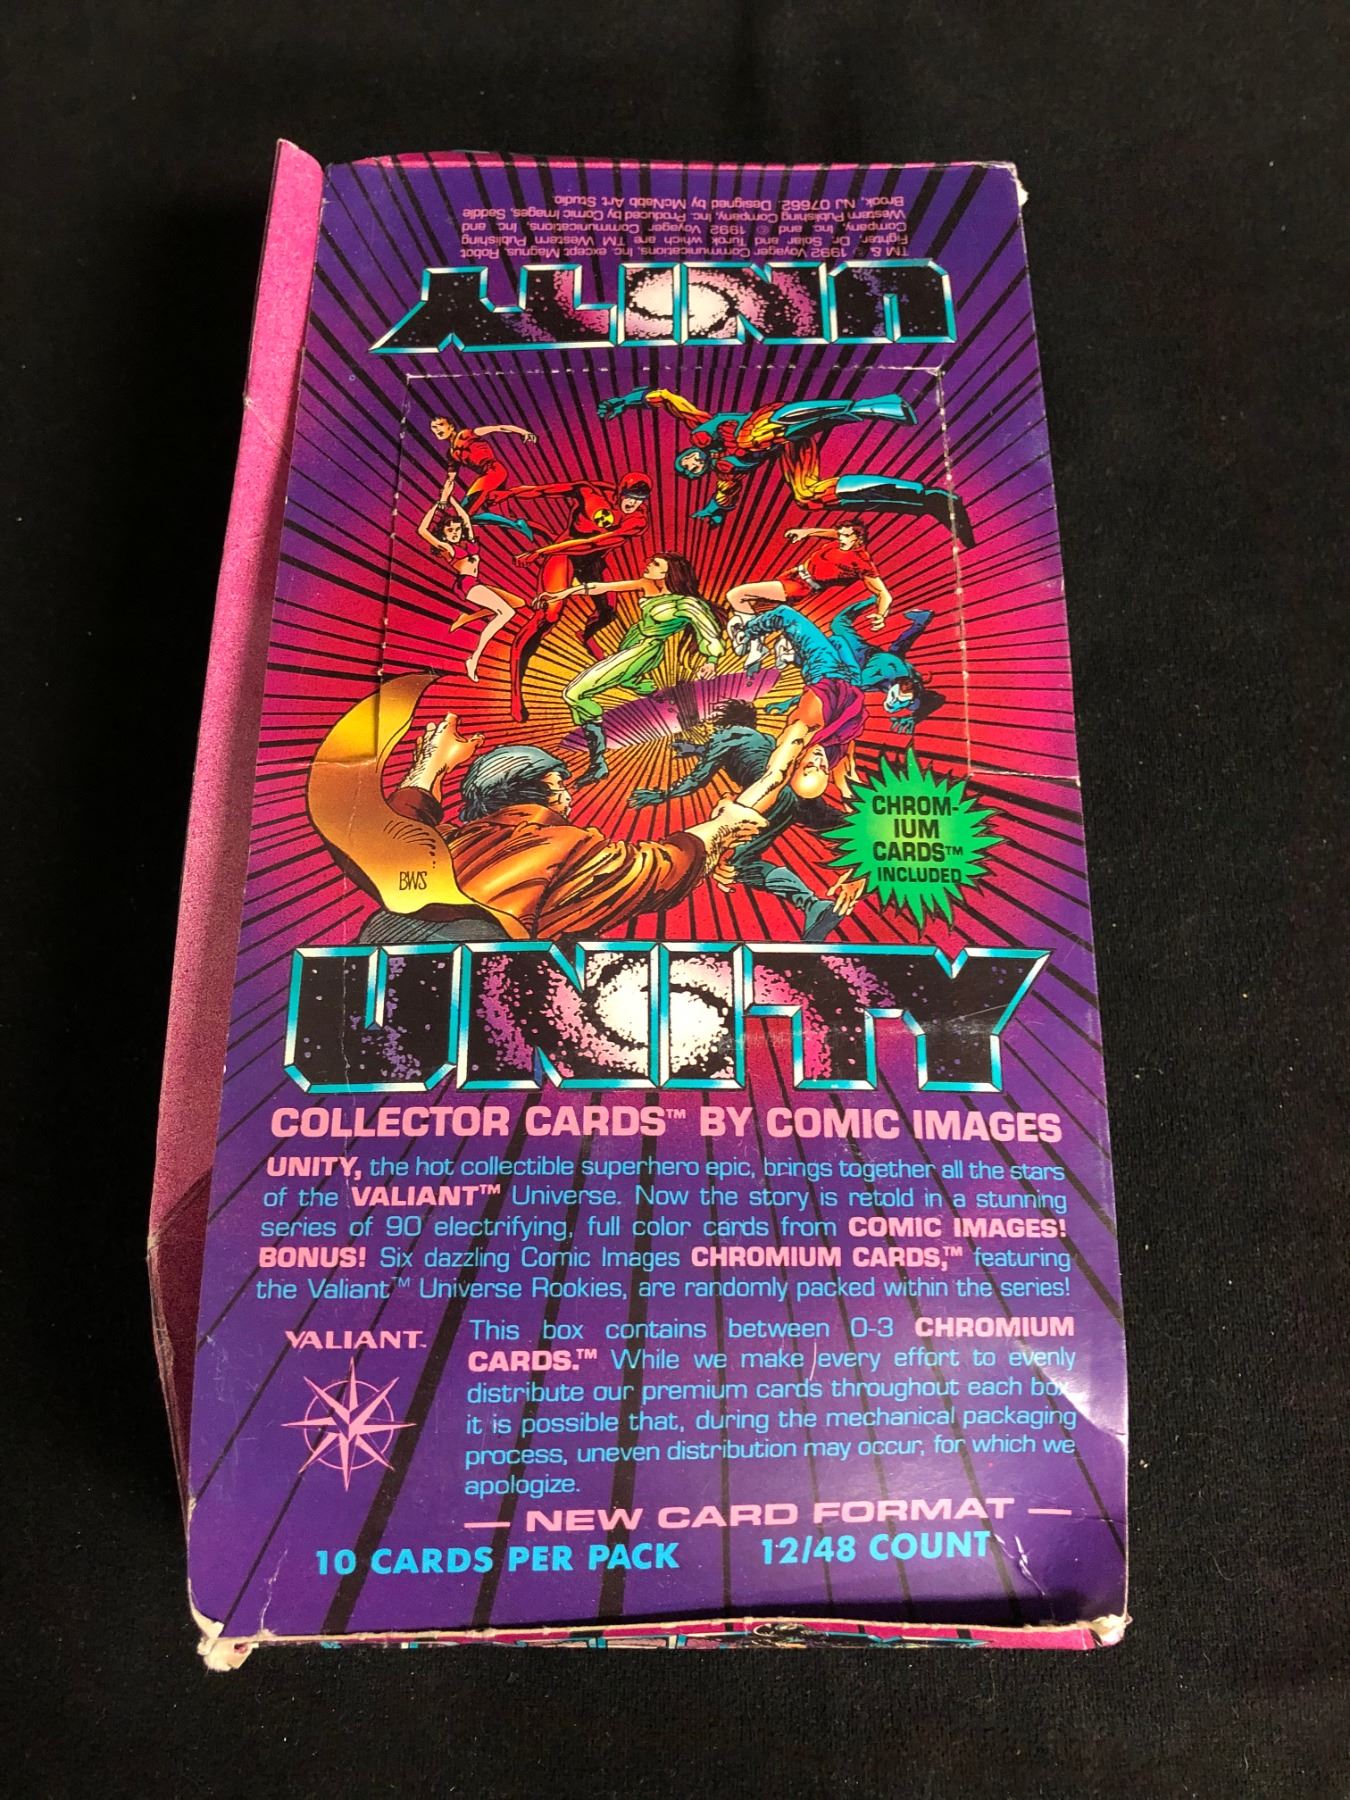 TM & © 1992 Voyager Communications, Inc. except Magnus, Robot
Fighter, Dr. Solar and Turok which are TM Western Publishing
Company, Inc. and © 1992 Voyager Communications, Inc. and
Western Publishing Company, Inc. Produced by Comic Images, Saddle
Brook, NJ 07662. Designed by McNabb Art Studio.
UNITY
BWS
CHROM-
IUM
CARDS™
INCLUDED
UNITY
COLLECTOR CARDS™ BY COMIC IMAGES
UNITY, the hot collectible superhero epic, brings together all the stars
of the VALIANT™ Universe. Now the story is retold in a stunning
series of 90 electrifying, full color cards from COMIC IMAGES!
BONUS! Six dazzling Comic Images CHROMIUM CARDS,™ featuring
the Valiant™ Universe Rookies, are randomly packed within the series!
VALIANT™
This box contains between 0-3 CHROMIUM
CARDS.™ While we make every effort to evenly
distribute our premium cards throughout each box
it is possible that, during the mechanical packaging
process, uneven distribution may occur, for which we
apologize.
— NEW CARD FORMAT —
10 CARDS PER PACK 12/48 COUNT